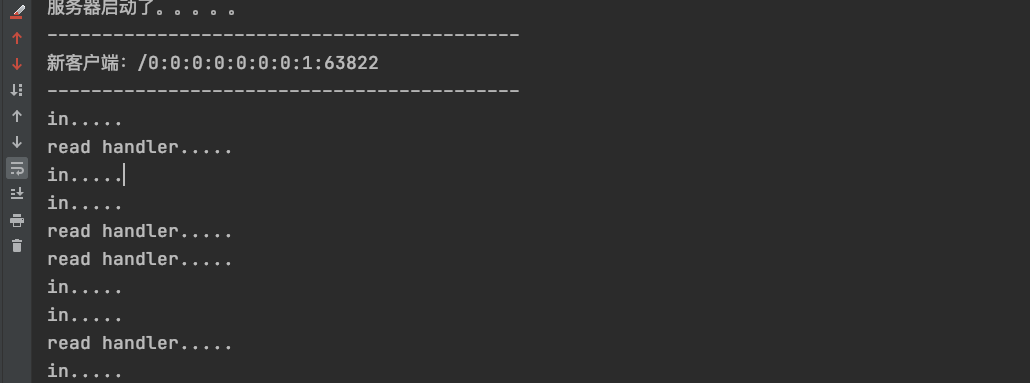 服务器启动了。。。。。
-------------------------------------------
新客户端：/0:0:0:0:0:0:0:1:63822
-------------------------------------------
in.....
read handler.....
in.....
in.....
read handler.....
read handler.....
in.....
in.....
read handler.....
in.....